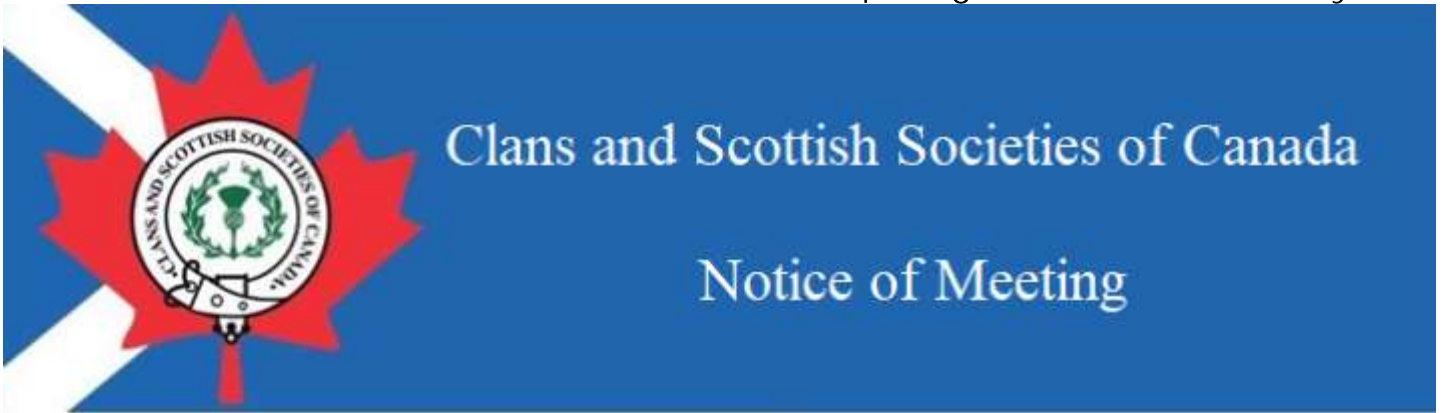 Clans and Scottish Societies of Canada
Notice of Meeting
CLANS AND SCOTTISH SOCIETIES OF CANADA